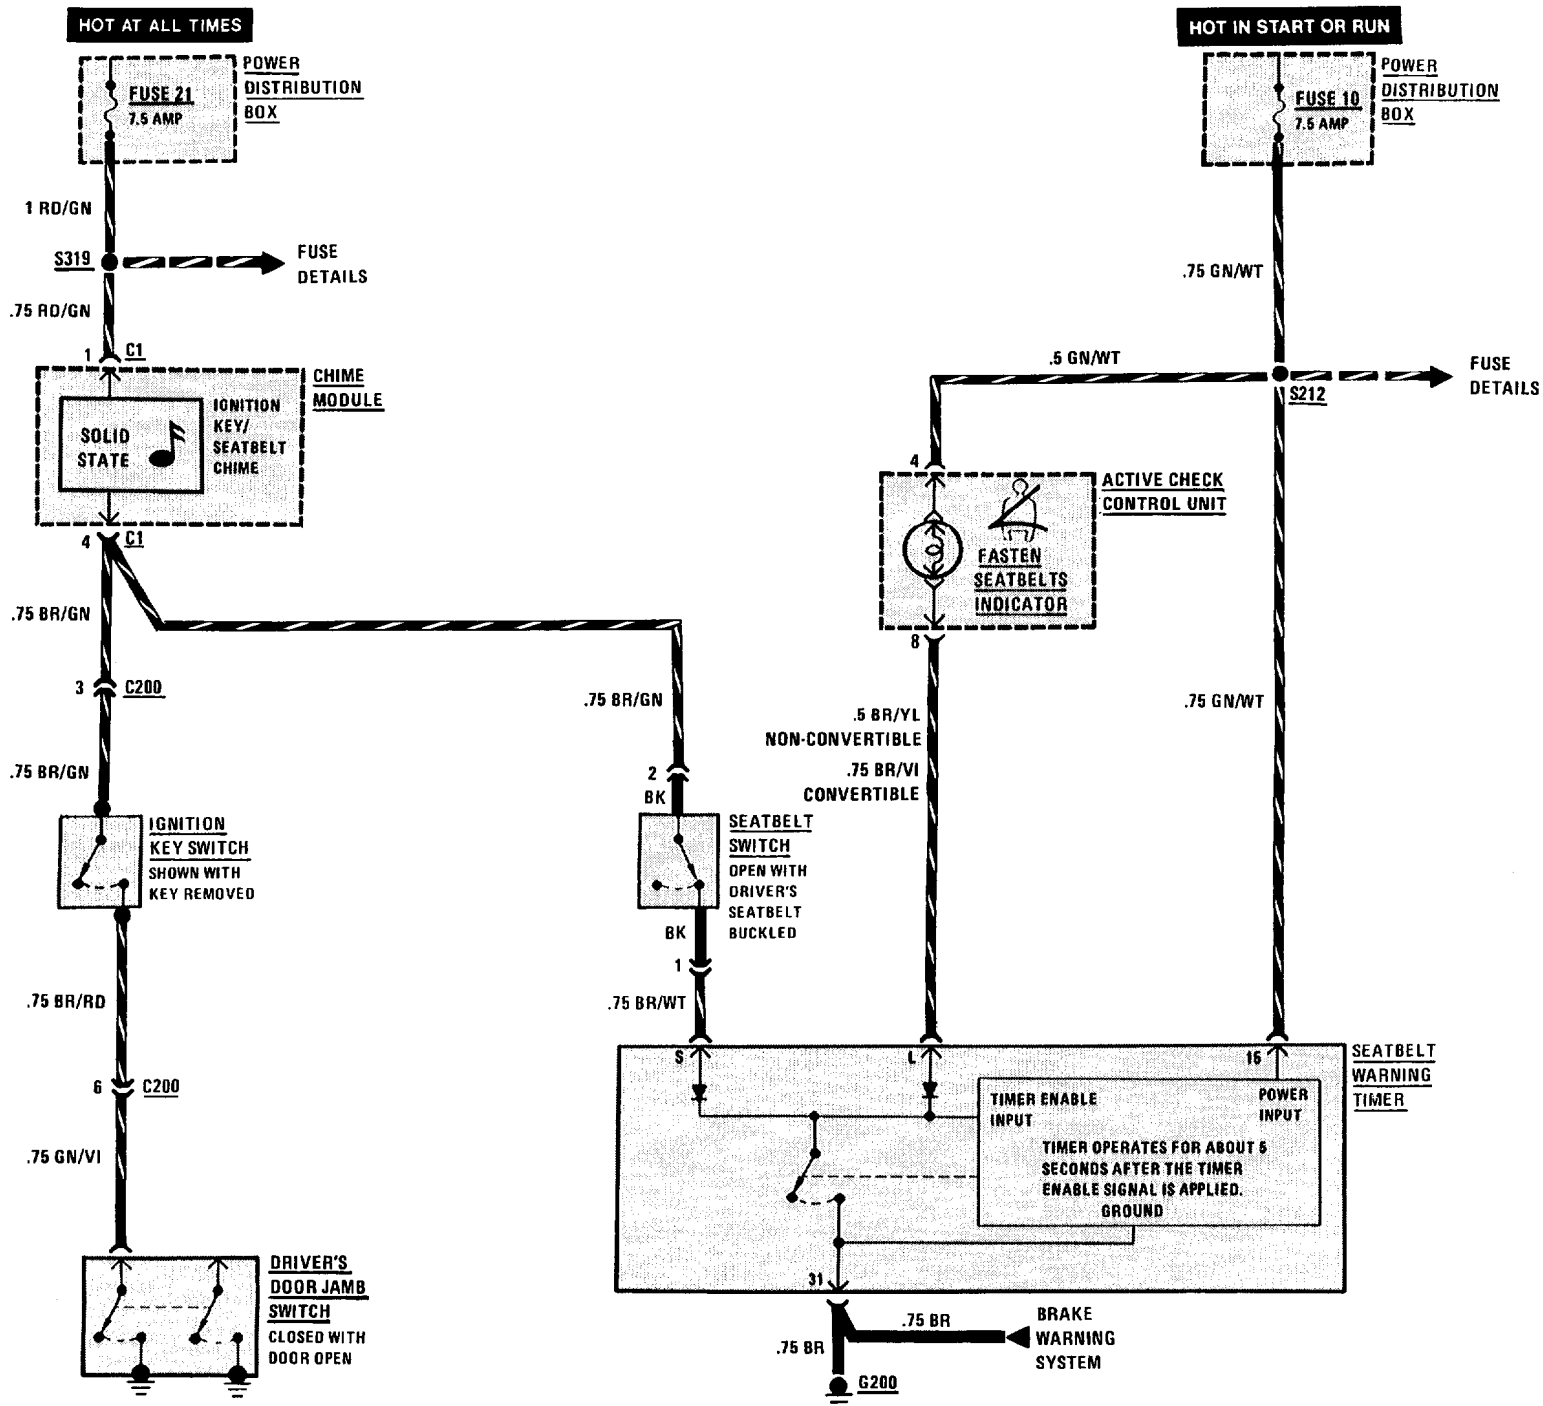 HOT AT ALL TIMES
HOT IN START OR RUN
FUSE 21
7.5 AMP
POWER
DISTRIBUTION
BOX
FUSE 10
7.5 AMP
POWER
DISTRIBUTION
BOX
1 RD/GN
S319
FUSE
DETAILS
.75 RD/GN
.75 GN/WT
1
C1
.5 GN/WT
S212
FUSE
DETAILS
CHIME
MODULE
SOLID
STATE
IGNITION
KEY/
SEATBELT
CHIME
4
C1
4
ACTIVE CHECK
CONTROL UNIT
FASTEN
SEATBELTS
INDICATOR
8
.75 BR/GN
3
C200
.75 BR/GN
.75 BR/GN
.5 BR/YL
NON-CONVERTIBLE
.75 BR/VI
CONVERTIBLE
.75 GN/WT
2
BK
IGNITION
KEY SWITCH
SHOWN WITH
KEY REMOVED
SEATBELT
SWITCH
OPEN WITH
DRIVER'S
SEATBELT
BUCKLED
BK
1
.75 BR/RD
.75 BR/WT
6
C200
.75 GN/VI
S
L
15
SEATBELT
WARNING
TIMER
TIMER ENABLE
INPUT
POWER
INPUT
TIMER OPERATES FOR ABOUT 6
SECONDS AFTER THE TIMER
ENABLE SIGNAL IS APPLIED.
GROUND
31
DRIVER'S
DOOR JAMB
SWITCH
CLOSED WITH
DOOR OPEN
.75 BR
.75 BR
BRAKE
WARNING
SYSTEM
G200